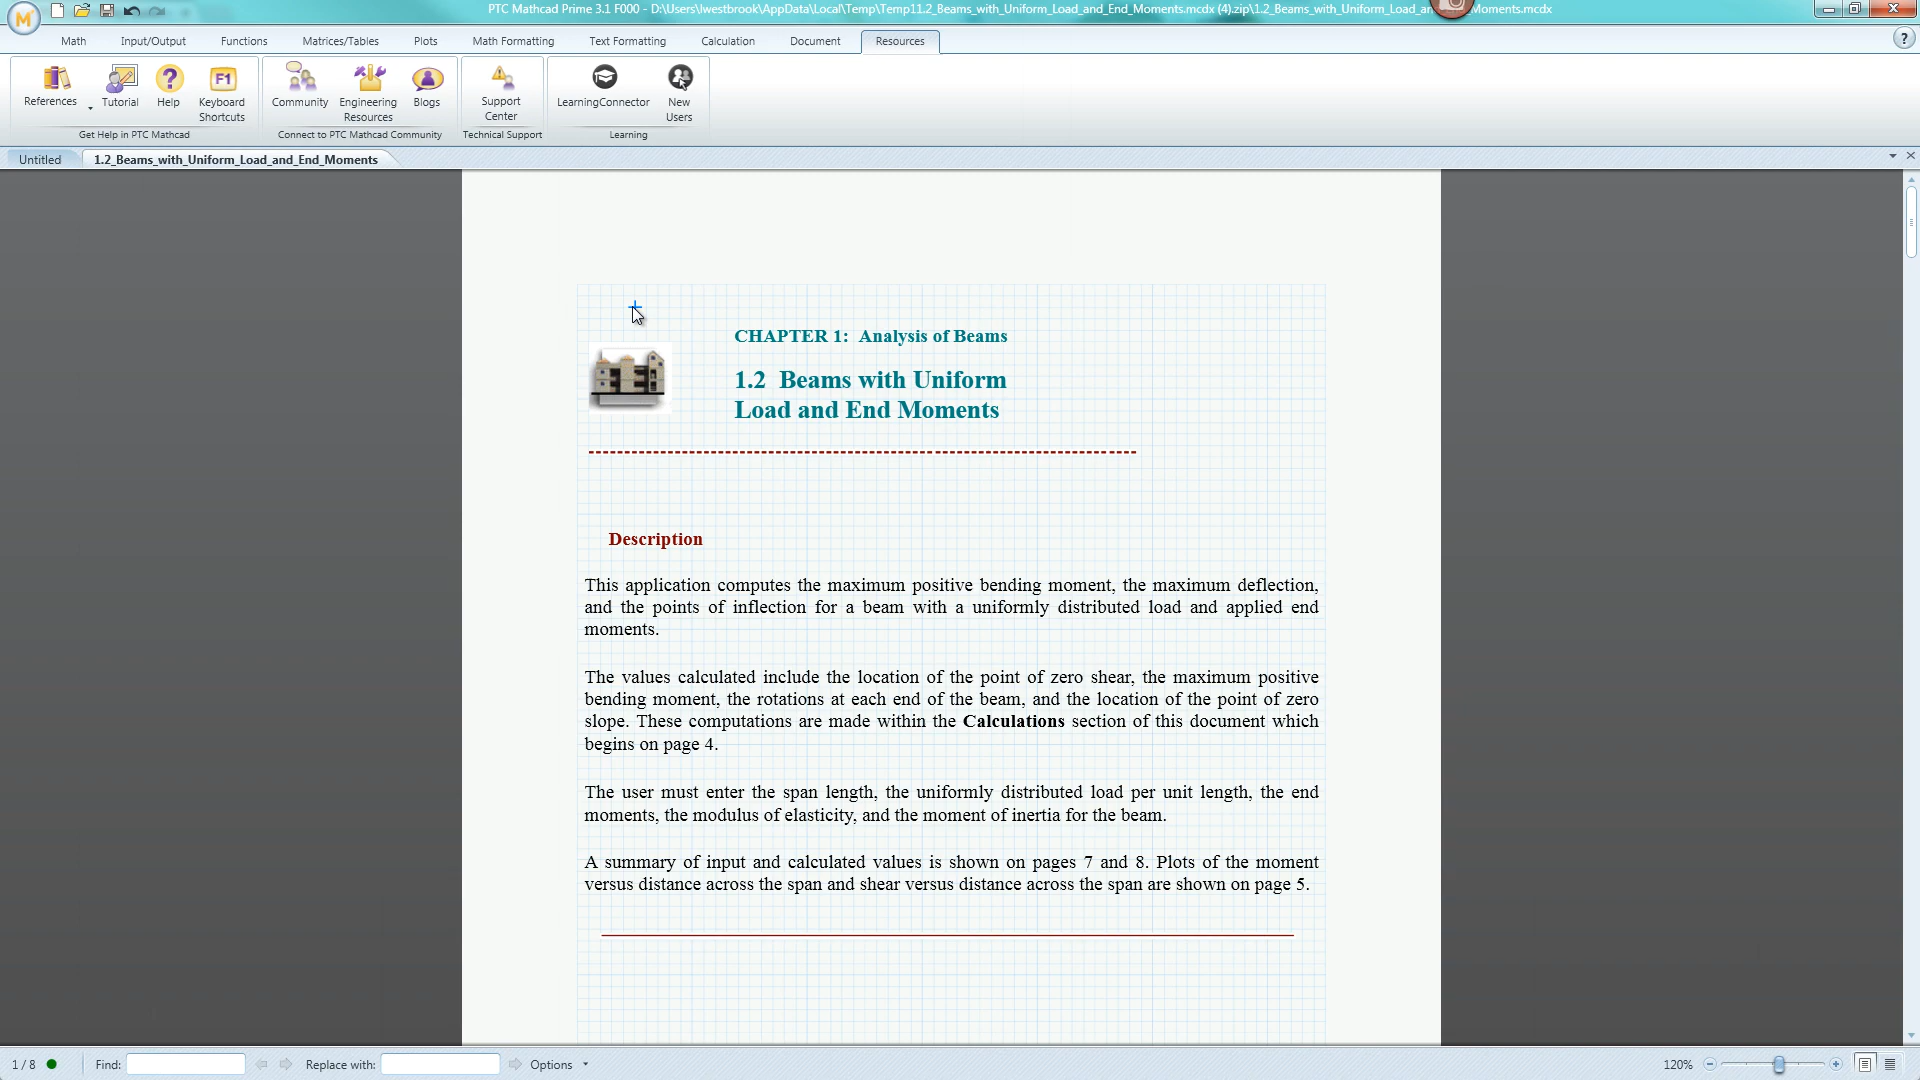 PTC Mathcad Prime 3.1 F000 - D:\Users\lwestbrook\AppData\Local\Temp\Temp11.2_Beams_with_Uniform_Load_and_End_Moments.mcdx (4).zip\1.2_Beams_with_Uniform_Load_ar Moments.mcdx
Math Input/Output Functions Matrices/Tables Plots Math Formatting Text Formatting Calculation Document Resources
References Tutorial Help Keyboard Shortcuts Community Engineering Resources Blogs Support Center LearningConnector New Users
Get Help in PTC Mathcad Connect to PTC Mathcad Community Technical Support Learning
Untitled 1.2_Beams_with_Uniform_Load_and_End_Moments
CHAPTER 1: Analysis of Beams
1.2 Beams with Uniform
Load and End Moments
Description
This application computes the maximum positive bending moment, the maximum deflection,
and the points of inflection for a beam with a uniformly distributed load and applied end
moments.
The values calculated include the location of the point of zero shear, the maximum positive
bending moment, the rotations at each end of the beam, and the location of the point of zero
slope. These computations are made within the Calculations section of this document which
begins on page 4.
The user must enter the span length, the uniformly distributed load per unit length, the end
moments, the modulus of elasticity, and the moment of inertia for the beam.
A summary of input and calculated values is shown on pages 7 and 8. Plots of the moment
versus distance across the span and shear versus distance across the span are shown on page 5.
1 / 8 Find: Replace with: Options 120%